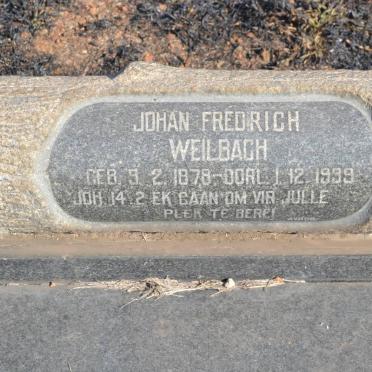 JOHAN FREDRICH
WEILBACH
GEB. 9. 2. 1878 - OORL. 1. 12. 1939
JOH. 14. 2 EK GAAN OM VIR JULLE
PLEK TE BEREI